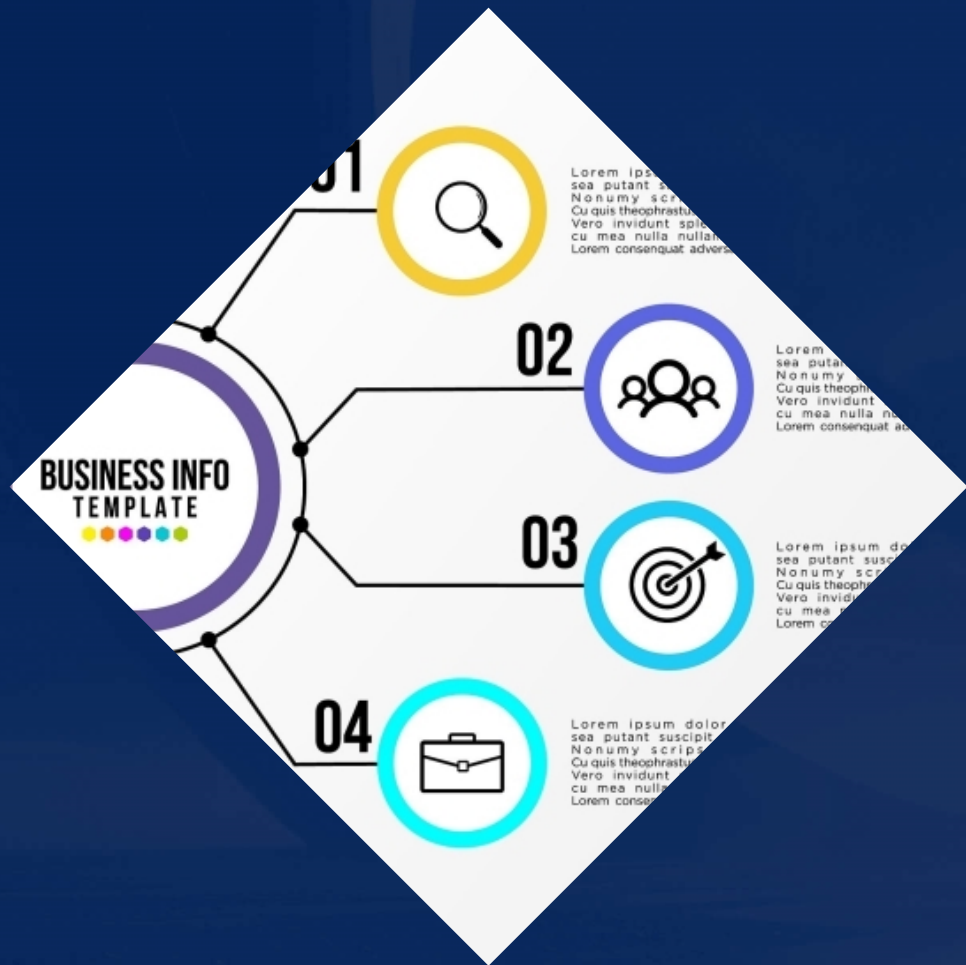 01
Lorem
sea putant
Nonumy
Cu quis
Vero invidunt
cu mea nulla
Lorem consenquat
02
Lorem
sea
Nonumy
Cu quis
Vero invidunt
cu mea nulla
Lorem consenquat
BUSINESS INFO
TEMPLATE
03
Lorem ipsum
sea putant
Nonumy
Cu quis
Vero
cu mea
Lorem
04
Lorem ipsum dolor
sea putant suscipit
Nonumy
Cu quis
Vero invidunt
cu mea nulla
Lorem